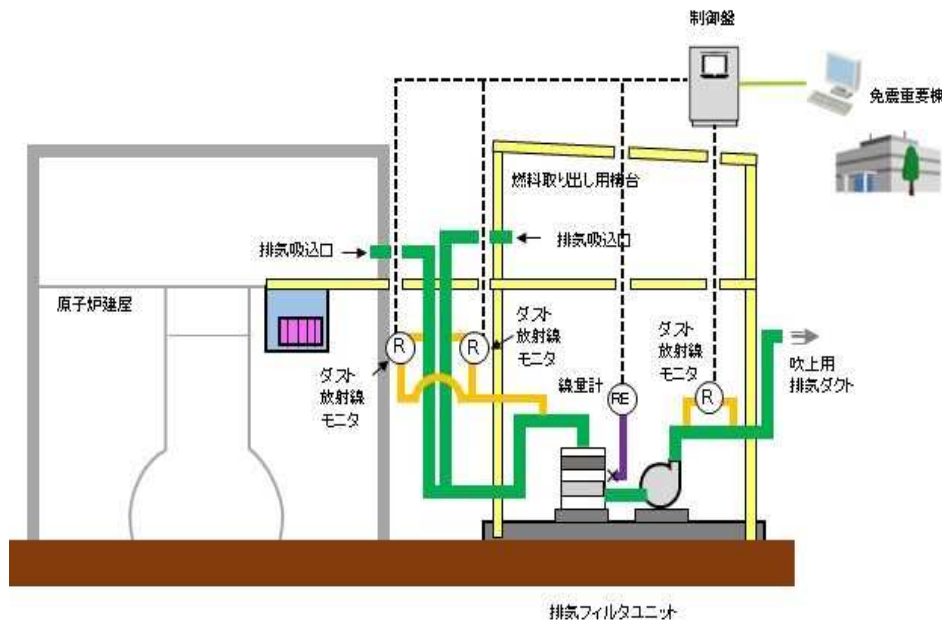 制御盤
免震重要棟
燃料取り出し用構台
排気吸込口
排気吸込口
原子炉建屋
ダスト
放射線
モニタ
R
R
ダスト
放射線
モニタ
線量計
RE
ダスト
放射線
モニタ
R
吹上用
排気ダクト
排気フィルタユニット